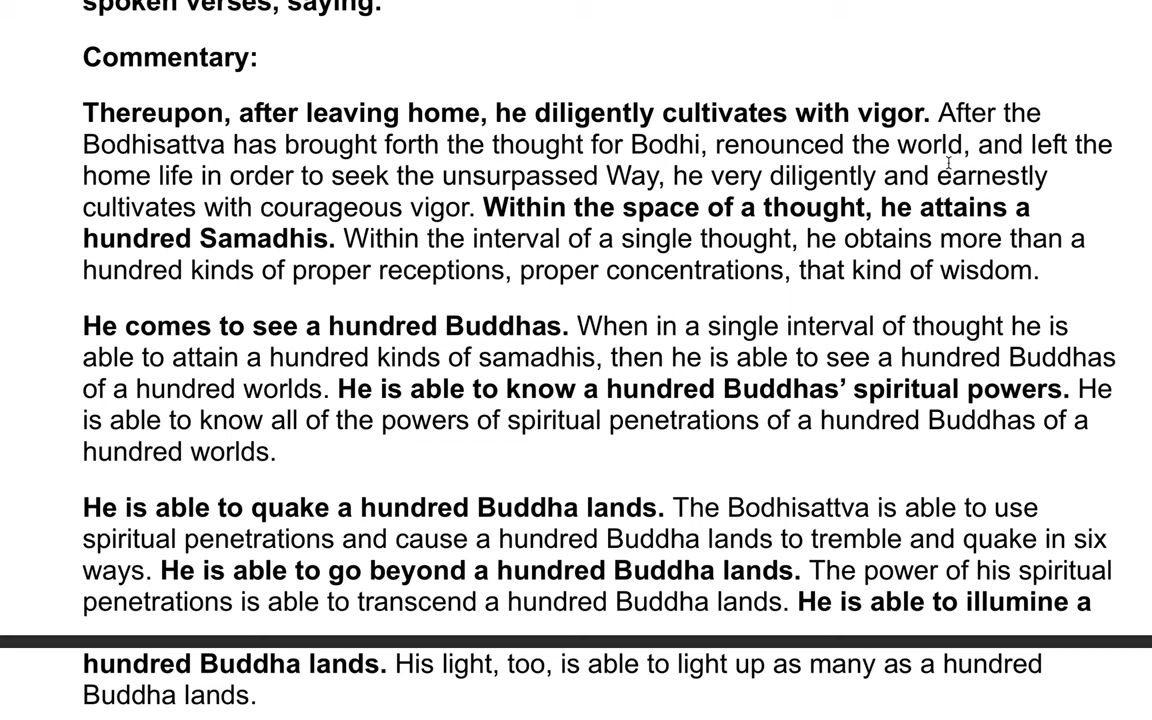 spoken verses, saying:
Commentary:
Thereupon, after leaving home, he diligently cultivates with vigor. After the
Bodhisattva has brought forth the thought for Bodhi, renounced the world, and left the
home life in order to seek the unsurpassed Way, he very diligently and earnestly
cultivates with courageous vigor. Within the space of a thought, he attains a
hundred Samadhis. Within the interval of a single thought, he obtains more than a
hundred kinds of proper receptions, proper concentrations, that kind of wisdom.
He comes to see a hundred Buddhas. When in a single interval of thought he is
able to attain a hundred kinds of samadhis, then he is able to see a hundred Buddhas
of a hundred worlds. He is able to know a hundred Buddhas’ spiritual powers. He
is able to know all of the powers of spiritual penetrations of a hundred Buddhas of a
hundred worlds.
He is able to quake a hundred Buddha lands. The Bodhisattva is able to use
spiritual penetrations and cause a hundred Buddha lands to tremble and quake in six
ways. He is able to go beyond a hundred Buddha lands. The power of his spiritual
penetrations is able to transcend a hundred Buddha lands. He is able to illumine a
hundred Buddha lands. His light, too, is able to light up as many as a hundred
Buddha lands.